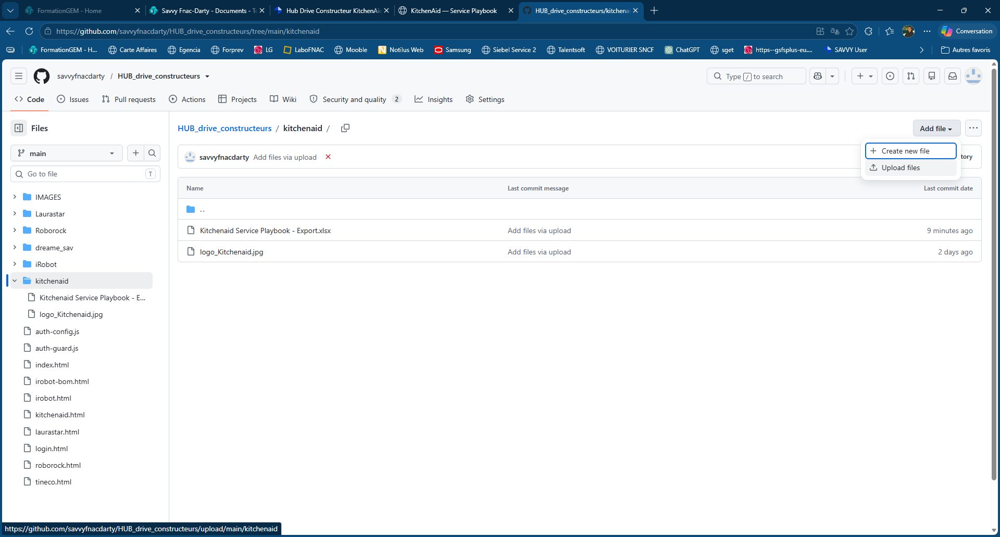 FormationGEM - Home
Savvy Fnac-Darty - Documents - T
Hub Drive Constructeur KitchenAi
KitchenAid — Service Playbook
HUB_drive_constructeurs/kitchena
https://github.com/savvyfnacdarty/HUB_drive_constructeurs/tree/main/kitchenaid
Conversation
FormationGEM - H...
Carte Affaires
Egencia
Forprev
LG
LaboFNAC
Mooble
Notilus Web
Samsung
Siebel Service 2
Talentsoft
VOITURIER SNCF
ChatGPT
sget
https--gsfsplus-eu....
SAVVY User
Autres favoris
savvyfnacdarty / HUB_drive_constructeurs
Type / to search
Code
Issues
Pull requests
Actions
Projects
Wiki
Security and quality 2
Insights
Settings
Files
HUB_drive_constructeurs / kitchenaid /
Add file
main
savvyfnacdarty Add files via upload
Create new file
tory
Upload files
Go to file T
Name Last commit message Last commit date
..
Kitchenaid Service Playbook - Export.xlsx Add files via upload 9 minutes ago
logo_Kitchenaid.jpg Add files via upload 2 days ago
IMAGES
Laurastar
Roborock
dreame_sav
iRobot
kitchenaid
Kitchenaid Service Playbook - E...
logo_Kitchenaid.jpg
auth-config.js
auth-guard.js
index.html
irobot-bom.html
irobot.html
kitchenaid.html
laurastar.html
login.html
roborock.html
tineco.html
https://github.com/savvyfnacdarty/HUB_drive_constructeurs/upload/main/kitchenaid